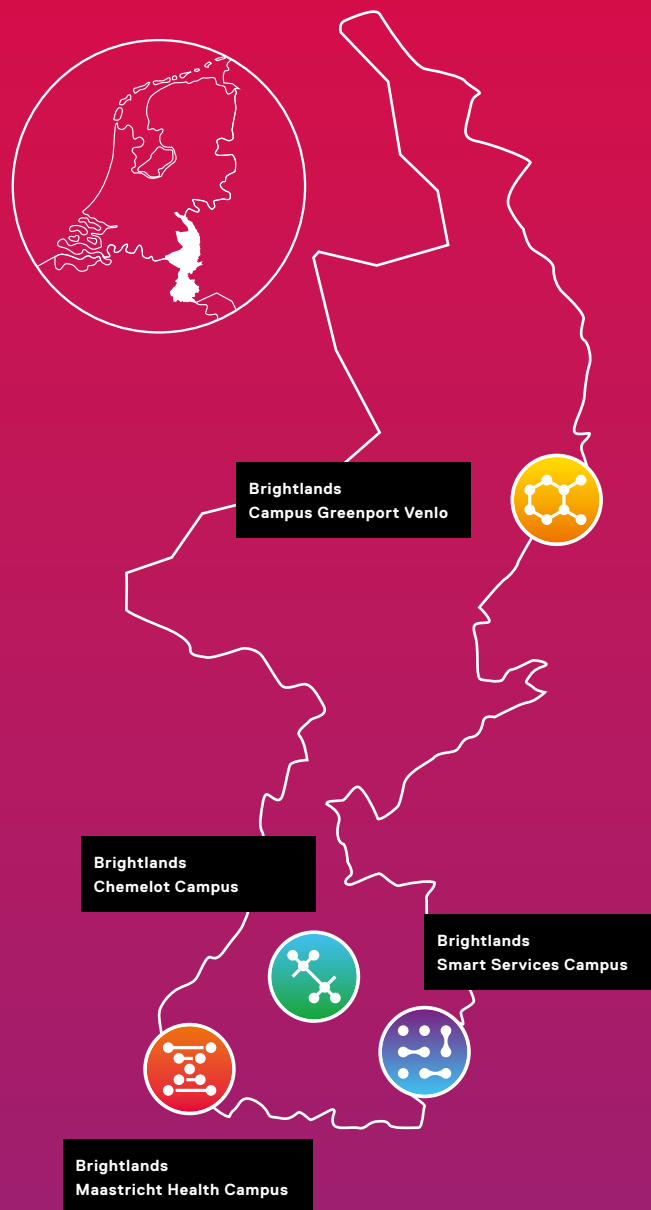 Brightlands
Campus Greenport Venlo
Brightlands
Chemelot Campus
Brightlands
Smart Services Campus
Brightlands
Maastricht Health Campus